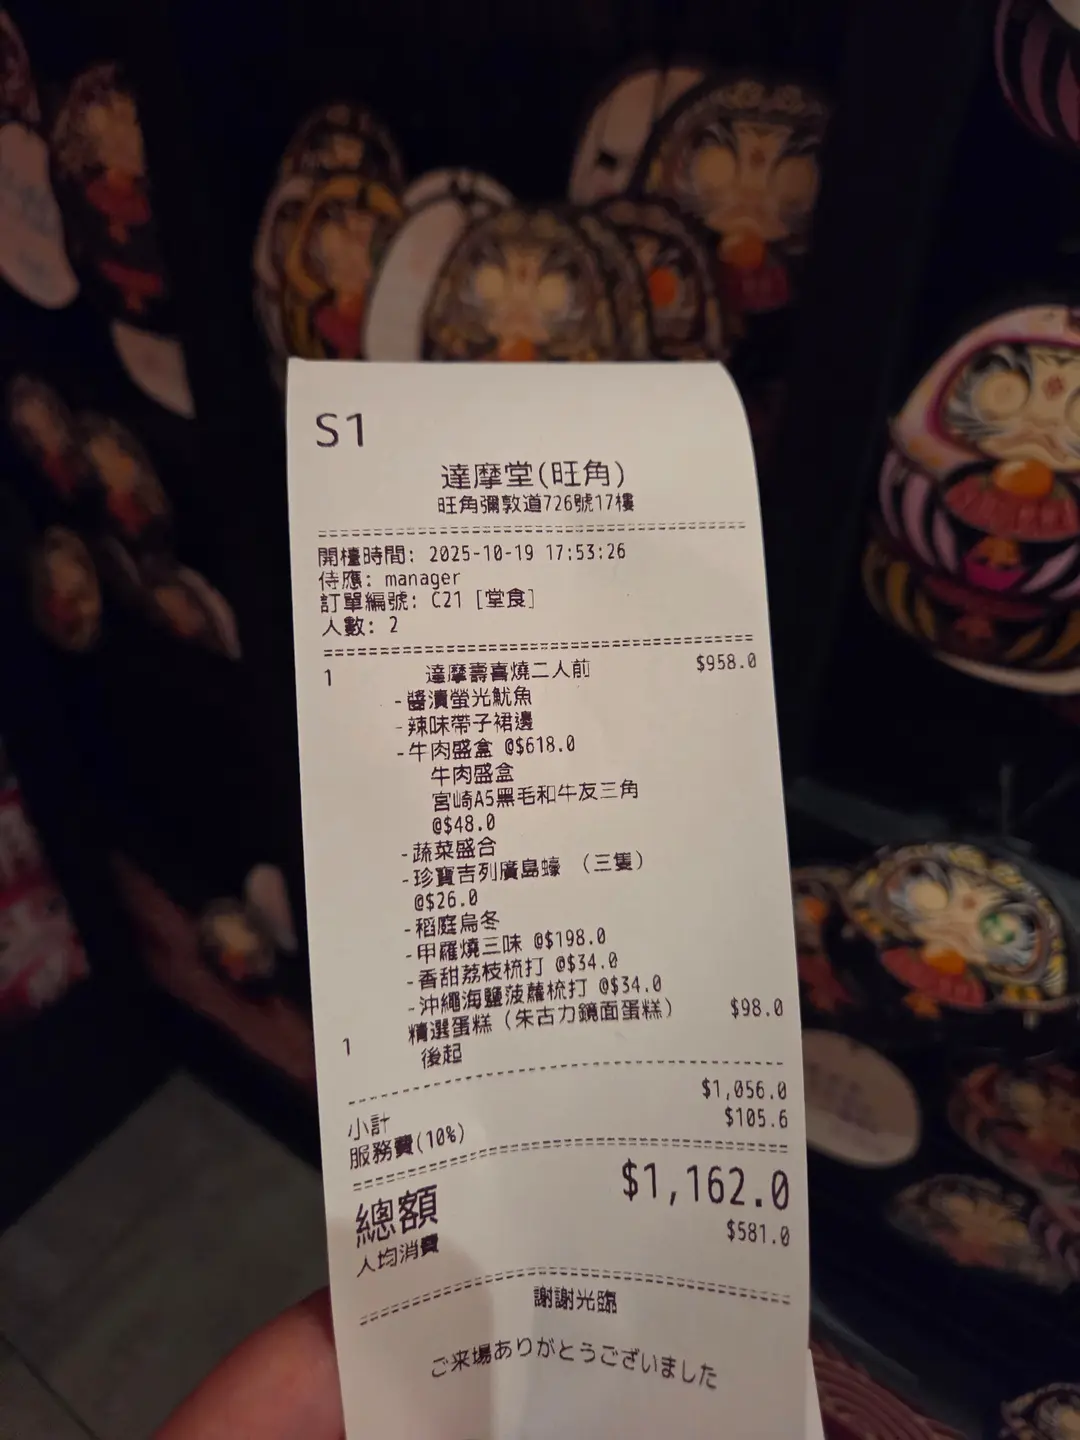 S1
達摩堂(旺角)
旺角彌敦道726號17樓
開檯時間: 2025-10-19 17:53:26
侍應: manager
訂單編號: C21 [堂食]
人數: 2
1 達摩壽喜燒二人前 $958.0
-醬漬螢光魷魚
-辣味帶子裙邊
-牛肉盛盒 @$618.0
牛肉盛盒
宮崎A5黑毛和牛友三角
@$48.0
-蔬菜盛合
-珍寶吉列廣島蠔 (三隻)
@$26.0
-稻庭烏冬
-甲羅燒三味 @$198.0
-香甜荔枝梳打 @$34.0
-沖繩海鹽菠蘿梳打 @$34.0
1 精選蛋糕 (朱古力鏡面蛋糕) $98.0
後起
小計 $1,056.0
服務費(10%) $105.6
總額 $1,162.0
人均消費 $581.0
謝謝光臨
ご来場ありがとうございました